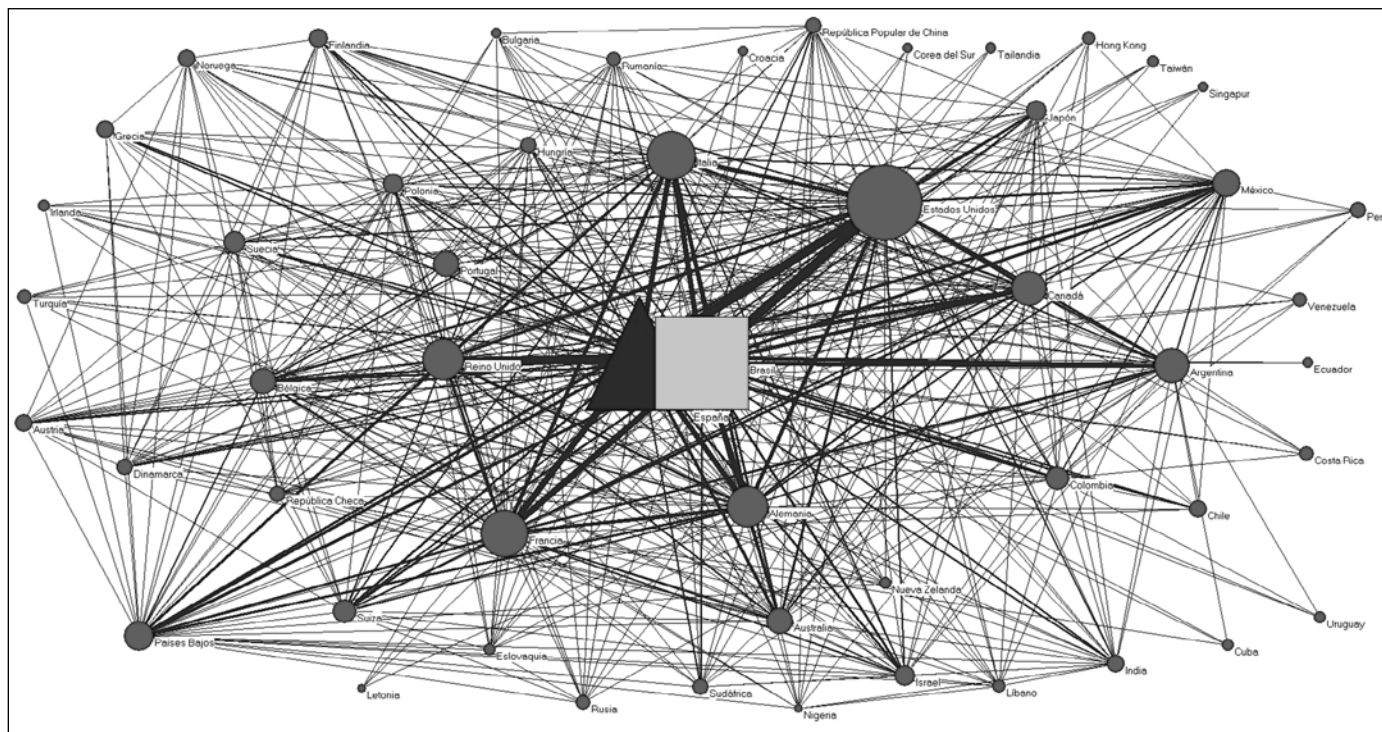 República Popular de China
Bulgaria
Finlandia
Hong Kong
Croacia
Corea del Sur
Tailandia
Rumanía
Noruega
Taiwán
Singapur
Japón
Grecia
Hungría
Italia
Polonia
México
Irlanda
Estados Unidos
Per
Suecia
Portugal
Canadá
Turquía
Venezuela
Reino Unido
Brasil
Argentina
Ecuador
Bélgica
España
Austria
Costa Rica
Dinamarca
Colombia
República Checa
Alemania
Chile
Francia
Nueva Zelanda
Suiza
Australia
Uruguay
Países Bajos
Cuba
Eslovaquia
India
Israel
Letonia
Sudáfrica
Líbano
Rusia
Nigeria